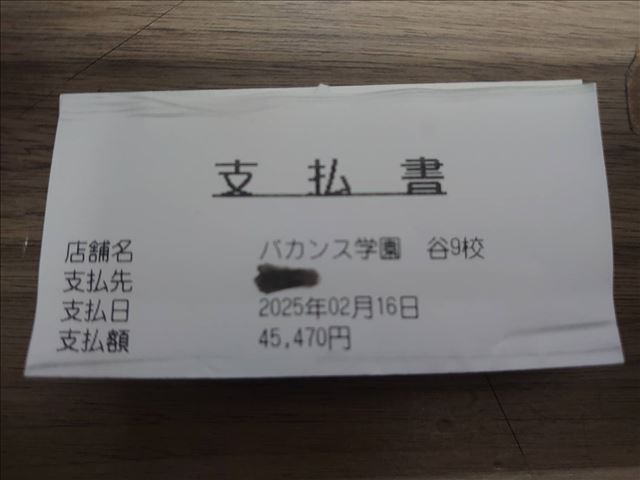 支 払 書
店舗名 バカンス学園 谷9校
支払先
支払日 2025年02月16日
支払額 45,470円